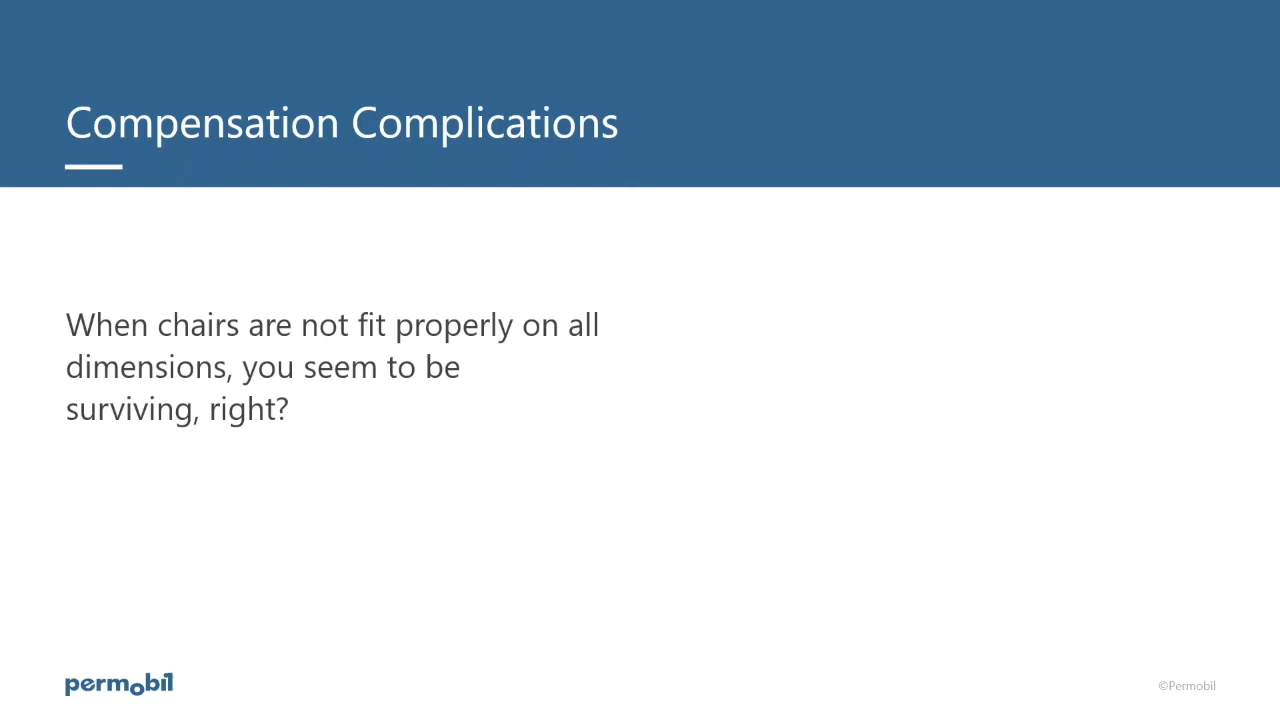 Compensation Complications
When chairs are not fit properly on all
dimensions, you seem to be
surviving, right?
permobil
©Permobil